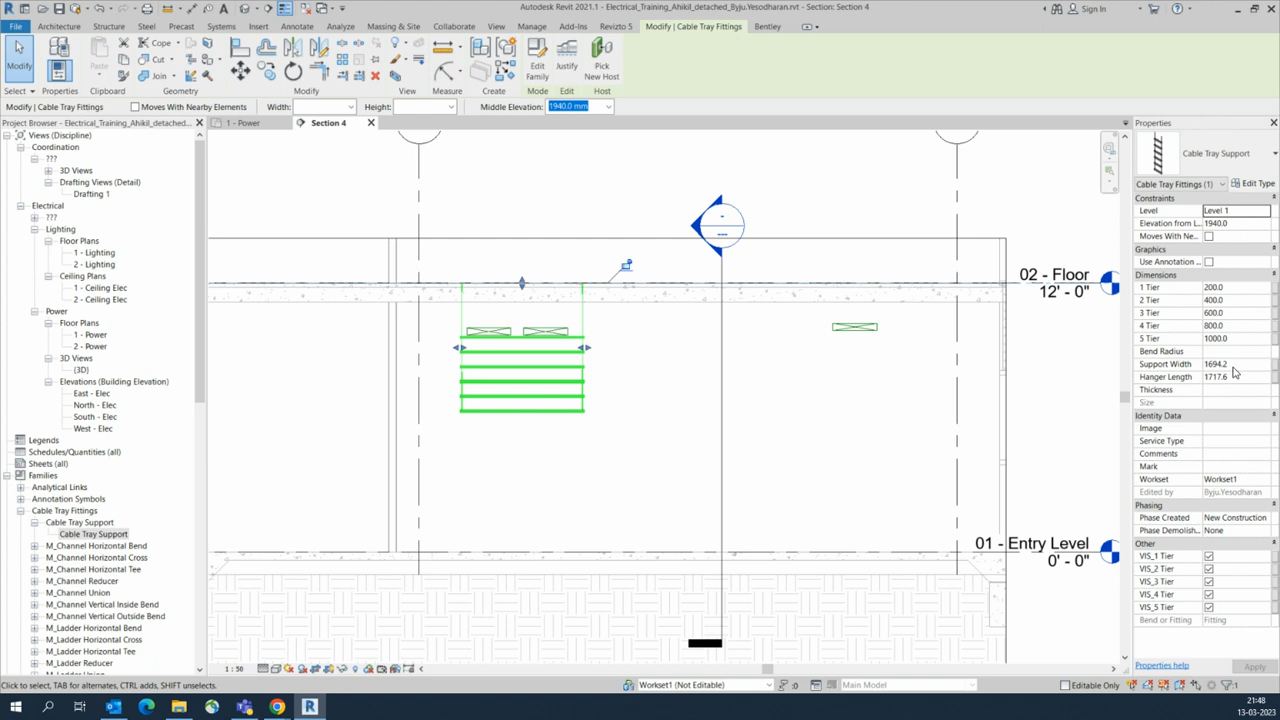 Autodesk Revit 2021.1 - Electrical_Training_Ahikil_detached_Byju.Yesodharan.rvt - Section: Section 4
Sign In
File Architecture Structure Steel Precast Systems Insert Annotate Analyze Massing & Site Collaborate View Manage Add-Ins Revizto 5 Modify | Cable Tray Fittings Bentley
Modify
Paste
Cope
Cut
Join
Edit Family
Justify
Pick New Host
Select Properties Clipboard Geometry Modify View Measure Create Mode Edit Host
Modify | Cable Tray Fittings Moves With Nearby Elements Width: Height: Middle Elevation: 1940.0 mm
Project Browser - Electrical_Training_Ahikil_detached...
1 - Power
Section 4
Views (Discipline)
Coordination
???
3D Views
Drafting Views (Detail)
Drafting 1
Electrical
???
Lighting
Floor Plans
1 - Lighting
2 - Lighting
Ceiling Plans
1 - Ceiling Elec
2 - Ceiling Elec
Power
Floor Plans
1 - Power
2 - Power
3D Views
{3D}
Elevations (Building Elevation)
East - Elec
North - Elec
South - Elec
West - Elec
Legends
Schedules/Quantities (all)
Sheets (all)
Families
Analytical Links
Annotation Symbols
Cable Tray Fittings
Cable Tray Support
Cable Tray Support
M_Channel Horizontal Bend
M_Channel Horizontal Cross
M_Channel Horizontal Tee
M_Channel Reducer
M_Channel Union
M_Channel Vertical Inside Bend
M_Channel Vertical Outside Bend
M_Ladder Horizontal Bend
M_Ladder Horizontal Cross
M_Ladder Horizontal Tee
M_Ladder Reducer
M_Ladder Union
02 - Floor
12' - 0"
01 - Entry Level
0' - 0"
1 : 50
Properties
Cable Tray Support
Cable Tray Fittings (1) Edit Type
Constraints
Level Level 1
Elevation from L... 1940.0
Moves With Ne...
Graphics
Use Annotation ...
Dimensions
1 Tier 200.0
2 Tier 400.0
3 Tier 600.0
4 Tier 800.0
5 Tier 1000.0
Bend Radius
Support Width 1694.2
Hanger Length 1717.6
Thickness
Size
Identity Data
Image
Service Type
Comments
Mark
Workset Workset1
Edited by Byju.Yesodharan
Phasing
Phase Created New Construction
Phase Demolish... None
Other
VIS_1 Tier
VIS_2 Tier
VIS_3 Tier
VIS_4 Tier
VIS_5 Tier
Bend or Fitting Fitting
Properties help Apply
Click to select, TAB for alternates, CTRL adds, SHIFT unselects.
Workset1 (Not Editable) :0 Main Model Editable Only :1
21:48
13-03-2023